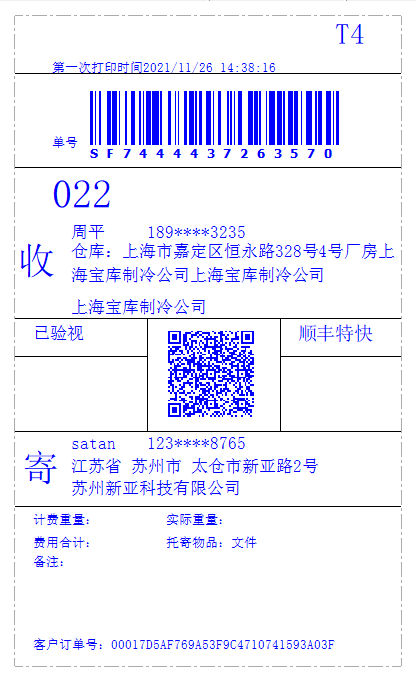 T4
第一次打印时间2021/11/26 14:38:16
单号
SF7444437263570
022
收
周平 189****3235
仓库: 上海市嘉定区恒永路328号4号厂房上
海宝库制冷公司上海宝库制冷公司
上海宝库制冷公司
已验视
顺丰特快
寄
satan 123****8765
江苏省 苏州市 太仓市新亚路2号
苏州新亚科技有限公司
计费重量: 实际重量:
费用合计: 托寄物品: 文件
备注:
客户订单号: 00017D5AF769A53F9C4710741593A03F